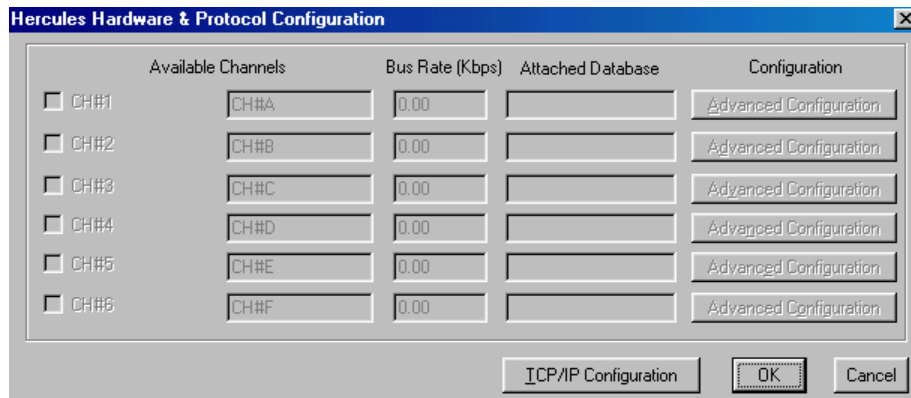 Hercules Hardware & Protocol Configuration
Available Channels Bus Rate (Kbps) Attached Database Configuration
CH#1 CH#A 0.00 Advanced Configuration
CH#2 CH#B 0.00 Advanced Configuration
CH#3 CH#C 0.00 Advanced Configuration
CH#4 CH#D 0.00 Advanced Configuration
CH#5 CH#E 0.00 Advanced Configuration
CH#6 CH#F 0.00 Advanced Configuration
TCP/IP Configuration OK Cancel